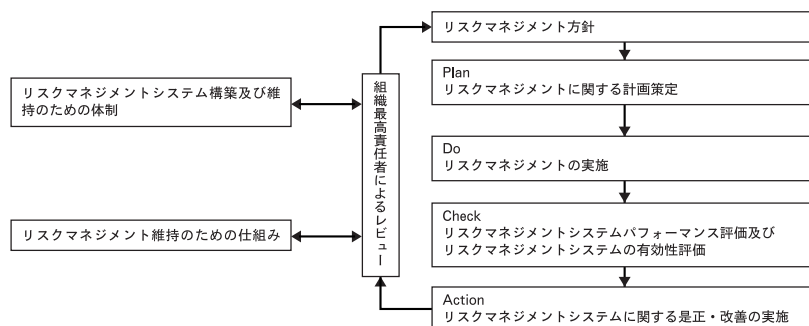 リスクマネジメント方針
Plan
リスクマネジメントに関する計画策定
リスクマネジメントシステム構築及び維
持のための体制
組織最高責任者によるレビュー
Do
リスクマネジメントの実施
リスクマネジメント維持のための仕組み
Check
リスクマネジメントシステムパフォーマンス評価及び
リスクマネジメントシステムの有効性評価
Action
リスクマネジメントシステムに関する是正・改善の実施